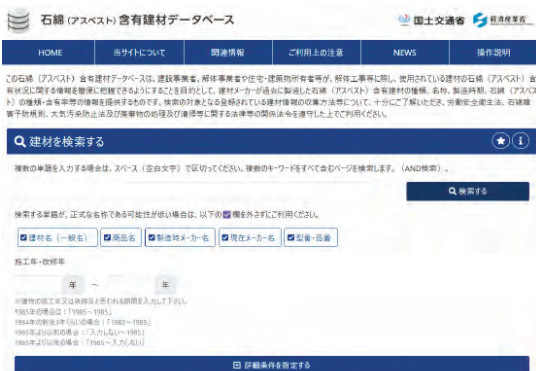 石綿 (アスベスト) 含有建材データベース
国土交通省 経済産業省
HOME 当サイトについて 関連情報 ご利用上の注意 NEWS 操作説明
この石綿（アスベスト）含有建材データベースは、建設事業者、解体事業者や住宅・建築物所有者等が、解体工事等に際し、使用されている建材の石綿（アスベスト）含
有状況に関する情報を簡便に把握できるようにすることを目的として、建材メーカーが過去に製造した石綿（アスベスト）含有建材の種類、名称、製造時期、石綿（アスベス
ト）の種類・含有率等の情報を提供するものです。検索の対象となる登録されている建材情報の収集方法等について、十分にご了解いただき、労働安全衛生法、石綿障
害予防規則、大気汚染防止法及び廃棄物の処理及び清掃等に関する法律等の関係法令を遵守した上でご利用ください。
建材を検索する
複数の単語を入力する場合は、スペース（空白文字）で区切ってください。複数のキーワードをすべて含むページを検索します。（AND検索）。
検索する
検索する単語が、正式な名称である可能性が低い場合は、以下の☑欄を外さずにご利用ください。
建材名（一般名） 商品名 製造時メーカー名 現在メーカー名 型番・品番
施工年・改修年
年 ～ 年
※建物の施工年又は改修年と思われる期間を入力して下さい。
1985年の場合は：「1985～1985」
1984年の前後3年くらいの場合：「1983～1985」
1985年より以前の場合：「入力しない～1985」
1985年より以後の場合：「1985～入力しない」
詳細条件を指定する